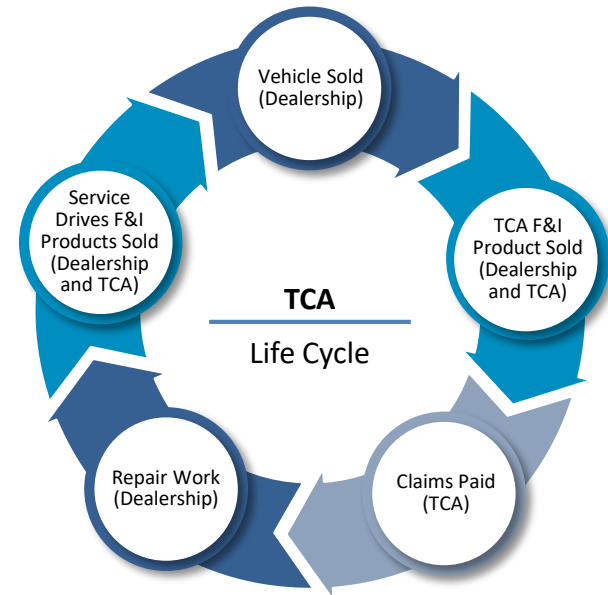 Vehicle Sold
(Dealership)
TCA F&I
Product Sold
(Dealership
and TCA)
Claims Paid
(TCA)
Repair Work
(Dealership)
Service
Drives F&I
Products Sold
(Dealership
and TCA)
TCA
Life Cycle